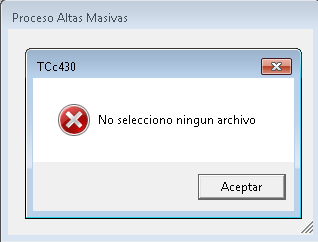 Proceso Altas Masivas
TCc430
No selecciono ningun archivo
Aceptar